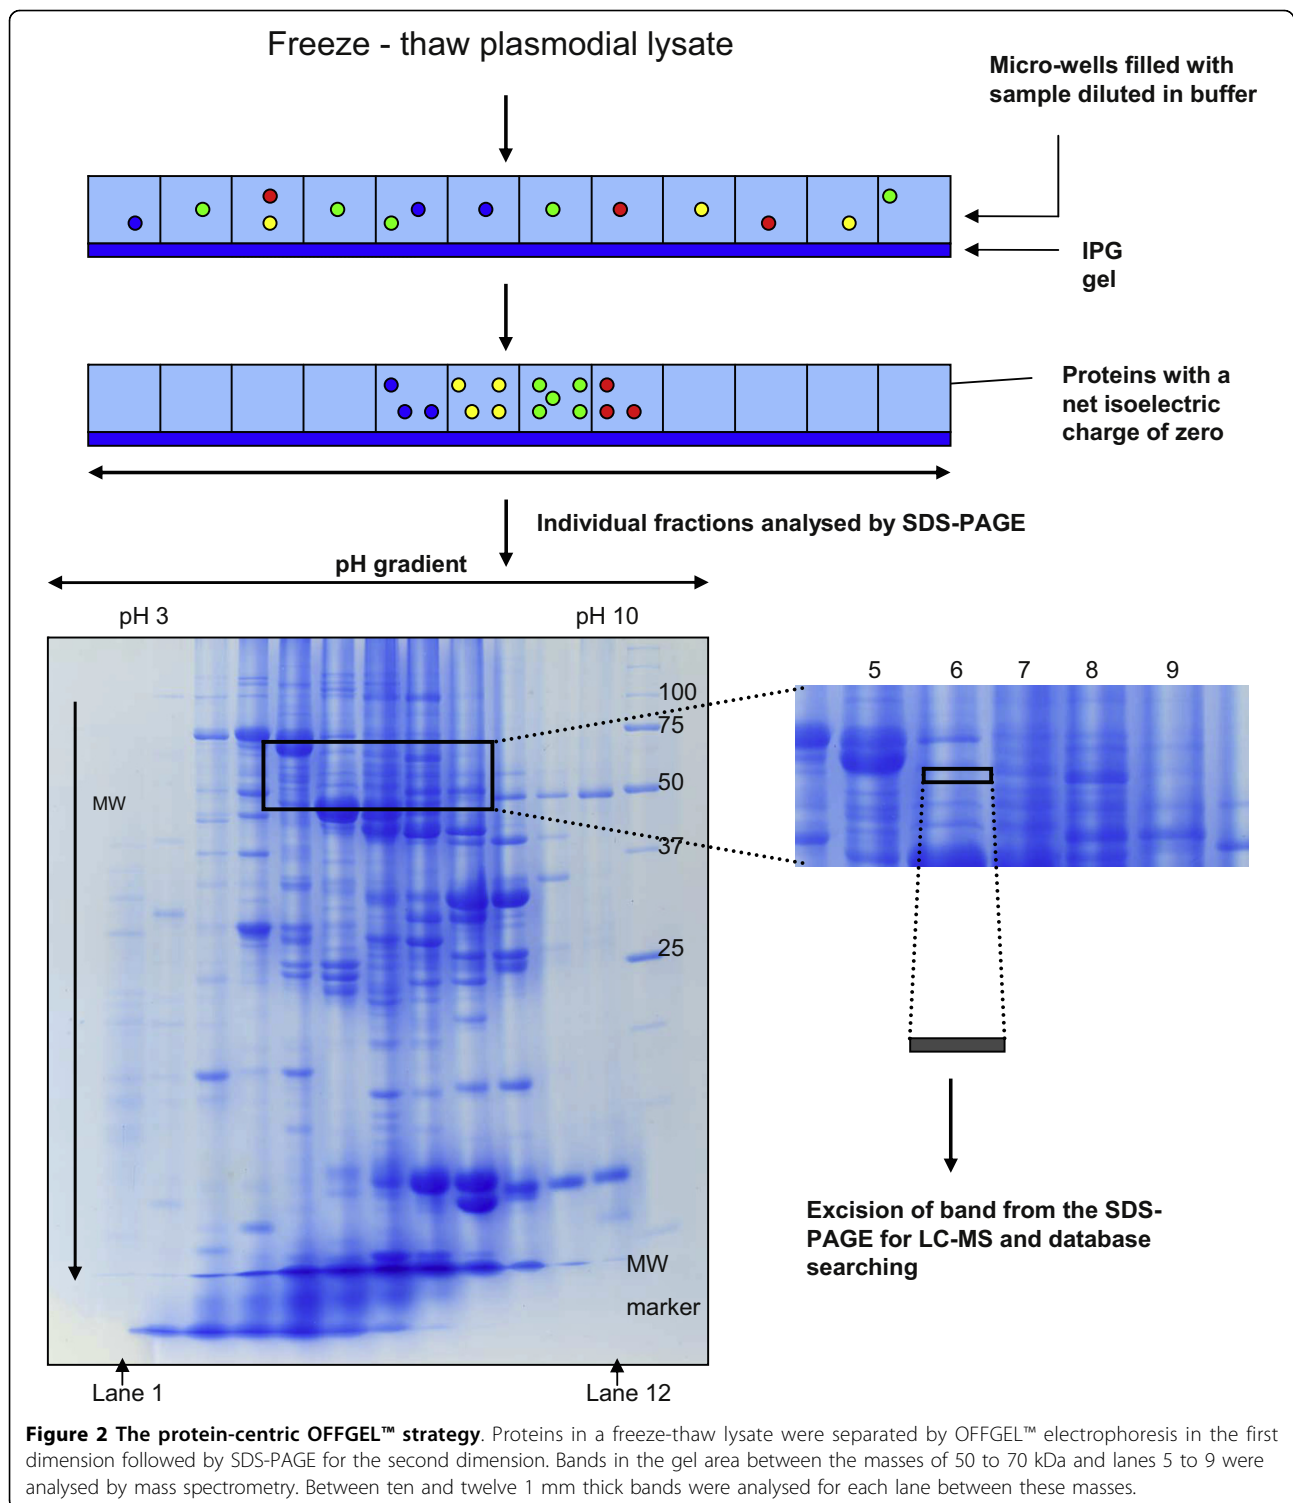 Freeze - thaw plasmodial lysate
Micro-wells filled with
sample diluted in buffer
IPG
gel
Proteins with a
net isoelectric
charge of zero
Individual fractions analysed by SDS-PAGE
pH gradient
pH 3
pH 10
MW
100
75
50
37
25
MW
marker
Lane 1
Lane 12
5 6 7 8 9
Excision of band from the SDS-
PAGE for LC-MS and database
searching
Figure 2 The protein-centric OFFGEL™ strategy. Proteins in a freeze-thaw lysate were separated by OFFGEL™ electrophoresis in the first
dimension followed by SDS-PAGE for the second dimension. Bands in the gel area between the masses of 50 to 70 kDa and lanes 5 to 9 were
analysed by mass spectrometry. Between ten and twelve 1 mm thick bands were analysed for each lane between these masses.